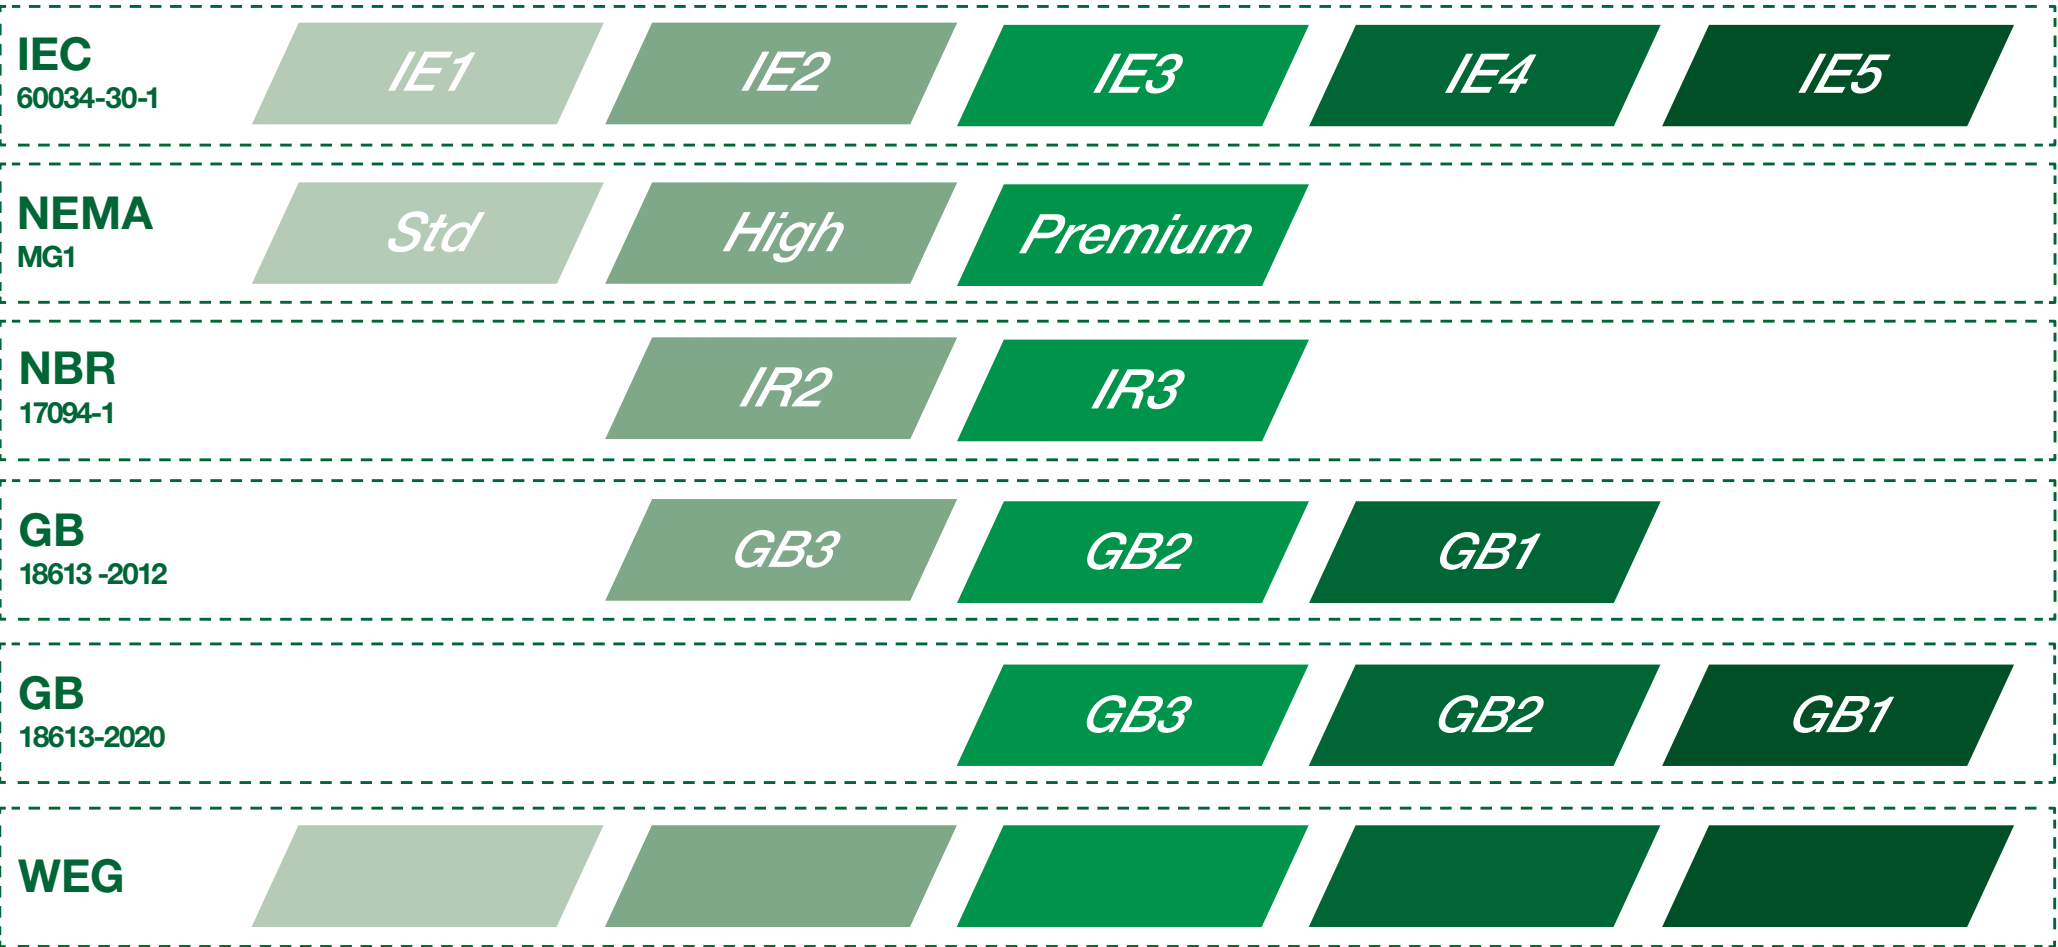 IEC
60034-30-1
IE1 IE2 IE3 IE4 IE5
NEMA
MG1
Std High Premium
NBR
17094-1
IR2 IR3
GB
18613 -2012
GB3 GB2 GB1
GB
18613-2020
GB3 GB2 GB1
WEG